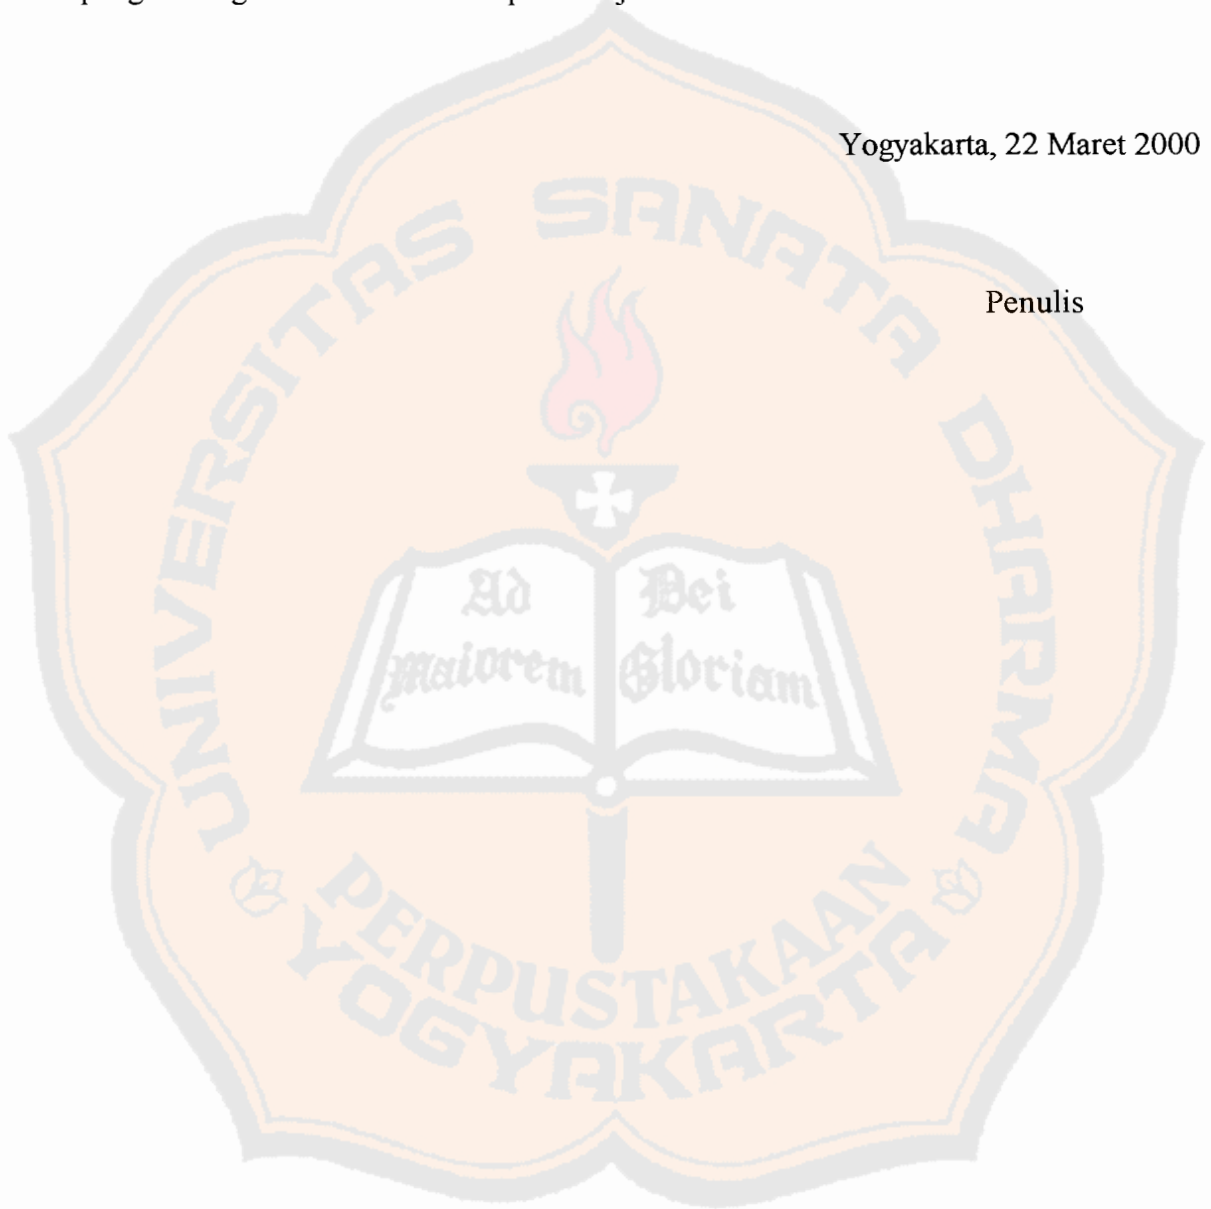 Yogyakarta, 22 Maret 2000
Penulis
UNIVERSITAS SANATA DHARMA
Ad Dei
Maiorem Gloriam
PERPUSTAKAAN
YOGYAKARTA